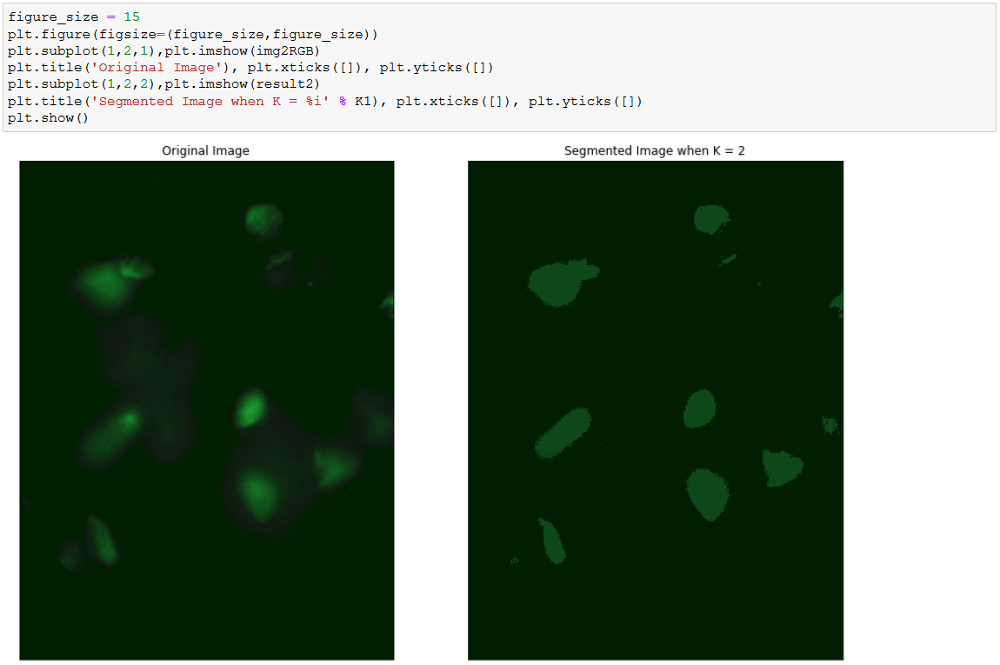 figure_size = 15
plt.figure(figsize=(figure_size,figure_size))
plt.subplot(1,2,1),plt.imshow(img2RGB)
plt.title('Original Image'), plt.xticks([]), plt.yticks([])
plt.subplot(1,2,2),plt.imshow(result2)
plt.title('Segmented Image when K = %i' % K1), plt.xticks([]), plt.yticks([])
plt.show()
Original Image
Segmented Image when K = 2